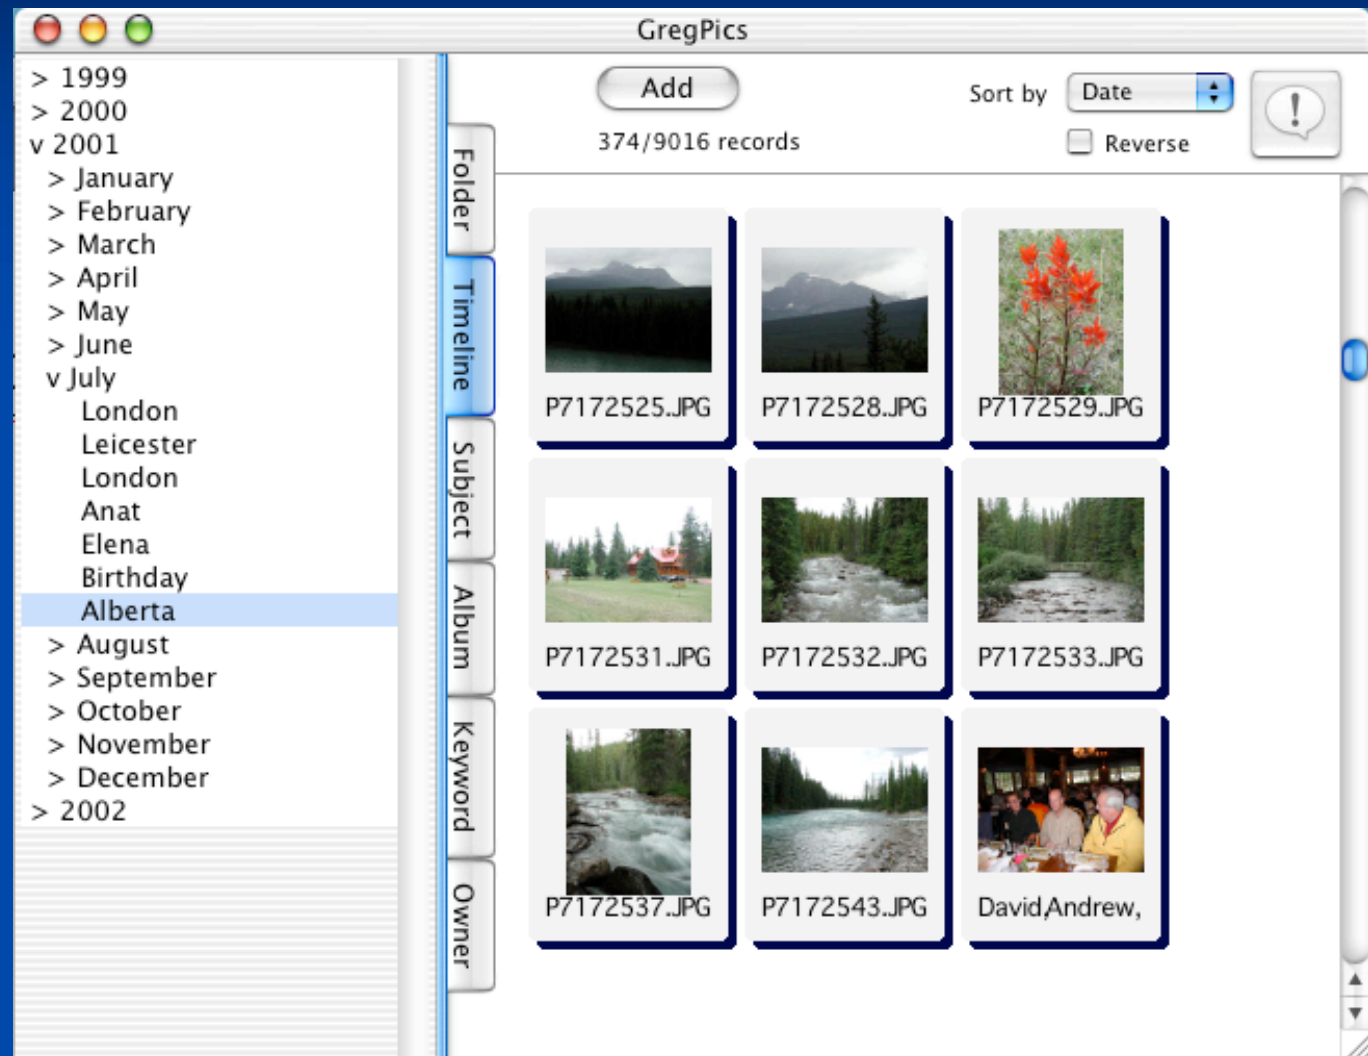 GregPics
> 1999
> 2000
v 2001
> January
> February
> March
> April
> May
> June
v July
London
Leicester
London
Anat
Elena
Birthday
Alberta
> August
> September
> October
> November
> December
> 2002
Folder
Timeline
Subject
Album
Keyword
Owner
Add
Sort by Date
374/9016 records
Reverse
!
P7172525.JPG P7172528.JPG P7172529.JPG
P7172531.JPG P7172532.JPG P7172533.JPG
P7172537.JPG P7172543.JPG David,Andrew,